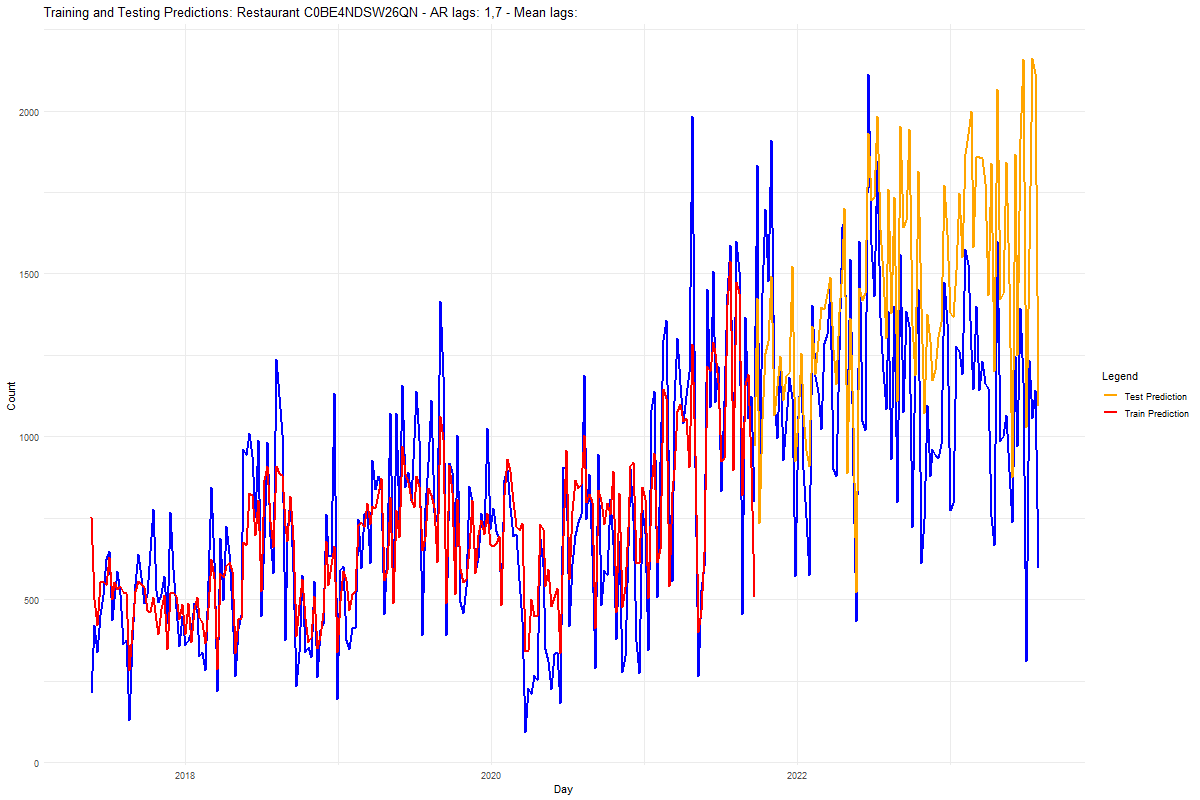 Training and Testing Predictions: Restaurant C0BE4NDSW26QN - AR lags: 1,7 - Mean lags:
2000
1500
1000
500
0
Count
2018
2020
2022
Day
Legend
Test Prediction
Train Prediction